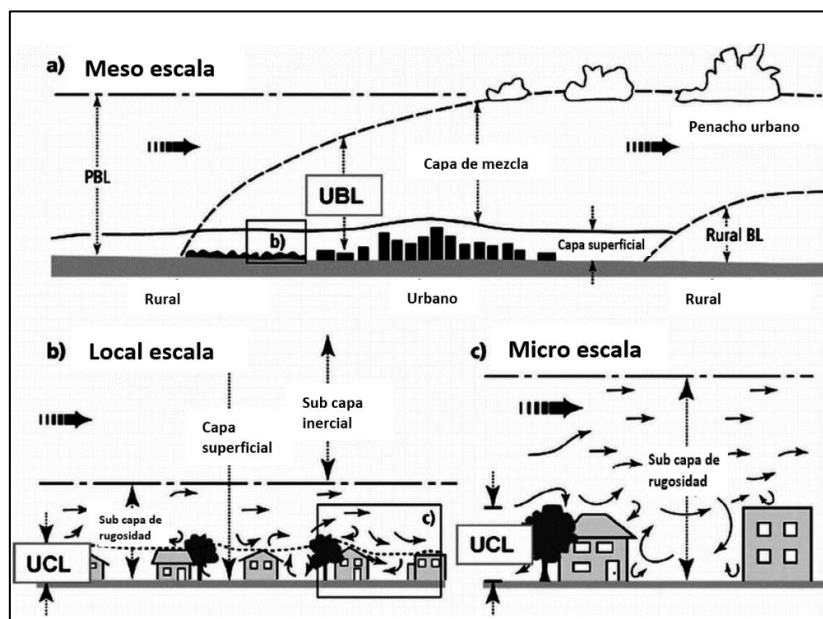 a) Meso escala
Penacho urbano
Capa de mezcla
PBL
UBL
b)
Capa superficial
Rural BL
Rural
Urbano
Rural
b) Local escala
Sub capa
inercial
Capa
superficial
Sub capa de
rugosidad
c)
UCL
c) Micro escala
Sub capa de
rugosidad
UCL